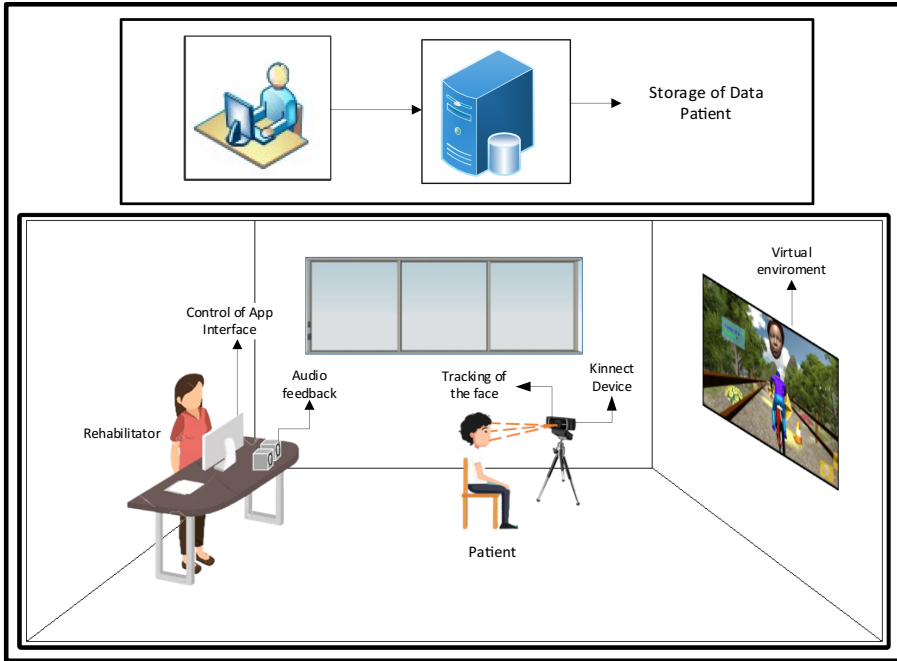 Storage of Data
Patient
Virtual
enviroment
Control of App
Interface
Audio
feedback
Tracking of
the face
Kinnect
Device
Rehabilitator
Patient